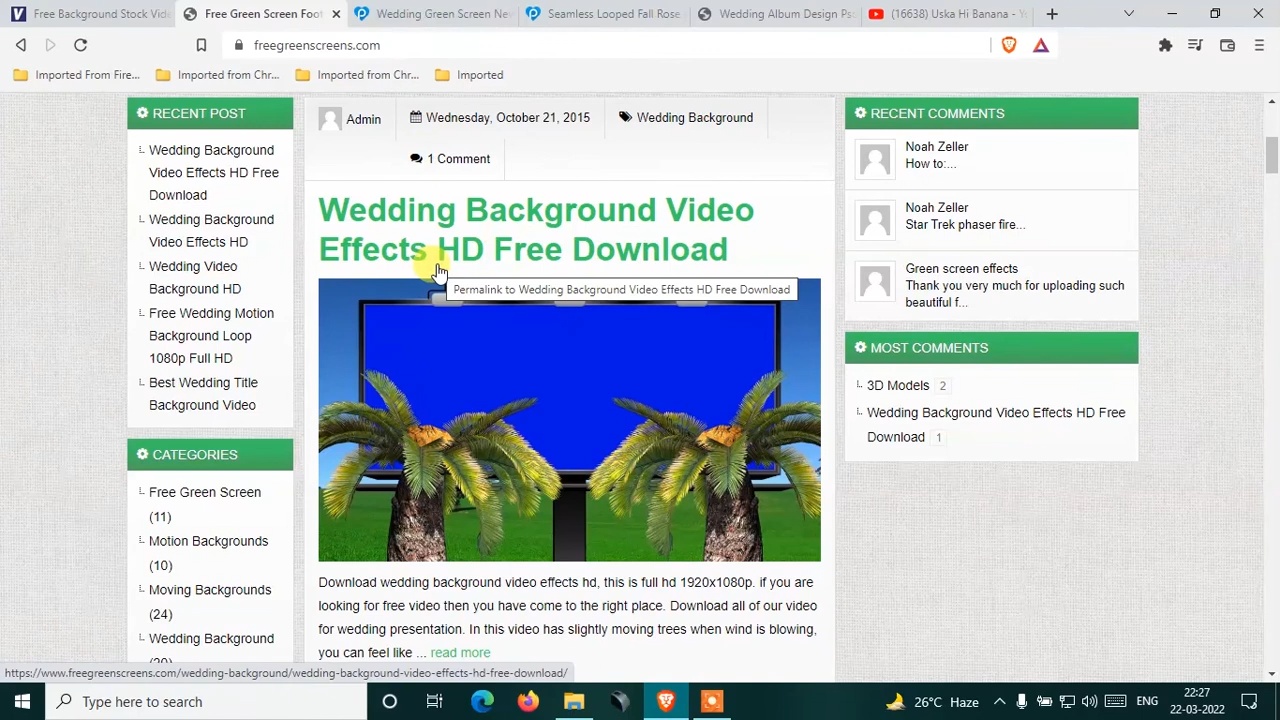 Free Background Stock Vide
Free Green Screen Foot
Wedding Green Screen New
Seamless Looped Fall Rose
Wedding Album Design Ps
(16638) Uska Hi Banana - Y
freegreenscreens.com
Imported From Fire...
Imported from Chr...
Imported from Chr...
Imported
RECENT POST
Wedding Background
Video Effects HD Free
Download
Wedding Background
Video Effects HD
Wedding Video
Background HD
Free Wedding Motion
Background Loop
1080p Full HD
Best Wedding Title
Background Video
CATEGORIES
Free Green Screen
(11)
Motion Backgrounds
(10)
Moving Backgrounds
(24)
Wedding Background
Admin
Wednesday, October 21, 2015
Wedding Background
1 Comment
Wedding Background Video
Effects HD Free Download
Permalink to Wedding Background Video Effects HD Free Download
Download wedding background video effects hd, this is full hd 1920x1080p. if you are
looking for free video then you have come to the right place. Download all of our video
for wedding presentation. In this video has slightly moving trees when wind is blowing,
you can feel like ... read more
RECENT COMMENTS
Noah Zeller
How to:...
Noah Zeller
Star Trek phaser fire...
Green screen effects
Thank you very much for uploading such
beautiful f...
MOST COMMENTS
3D Models 2
Wedding Background Video Effects HD Free
Download 1
https://www.freegreenscreens.com/wedding-background/wedding-background-video-effects-hd-free-download/
Type here to search
26°C Haze
ENG
22:27
22-03-2022